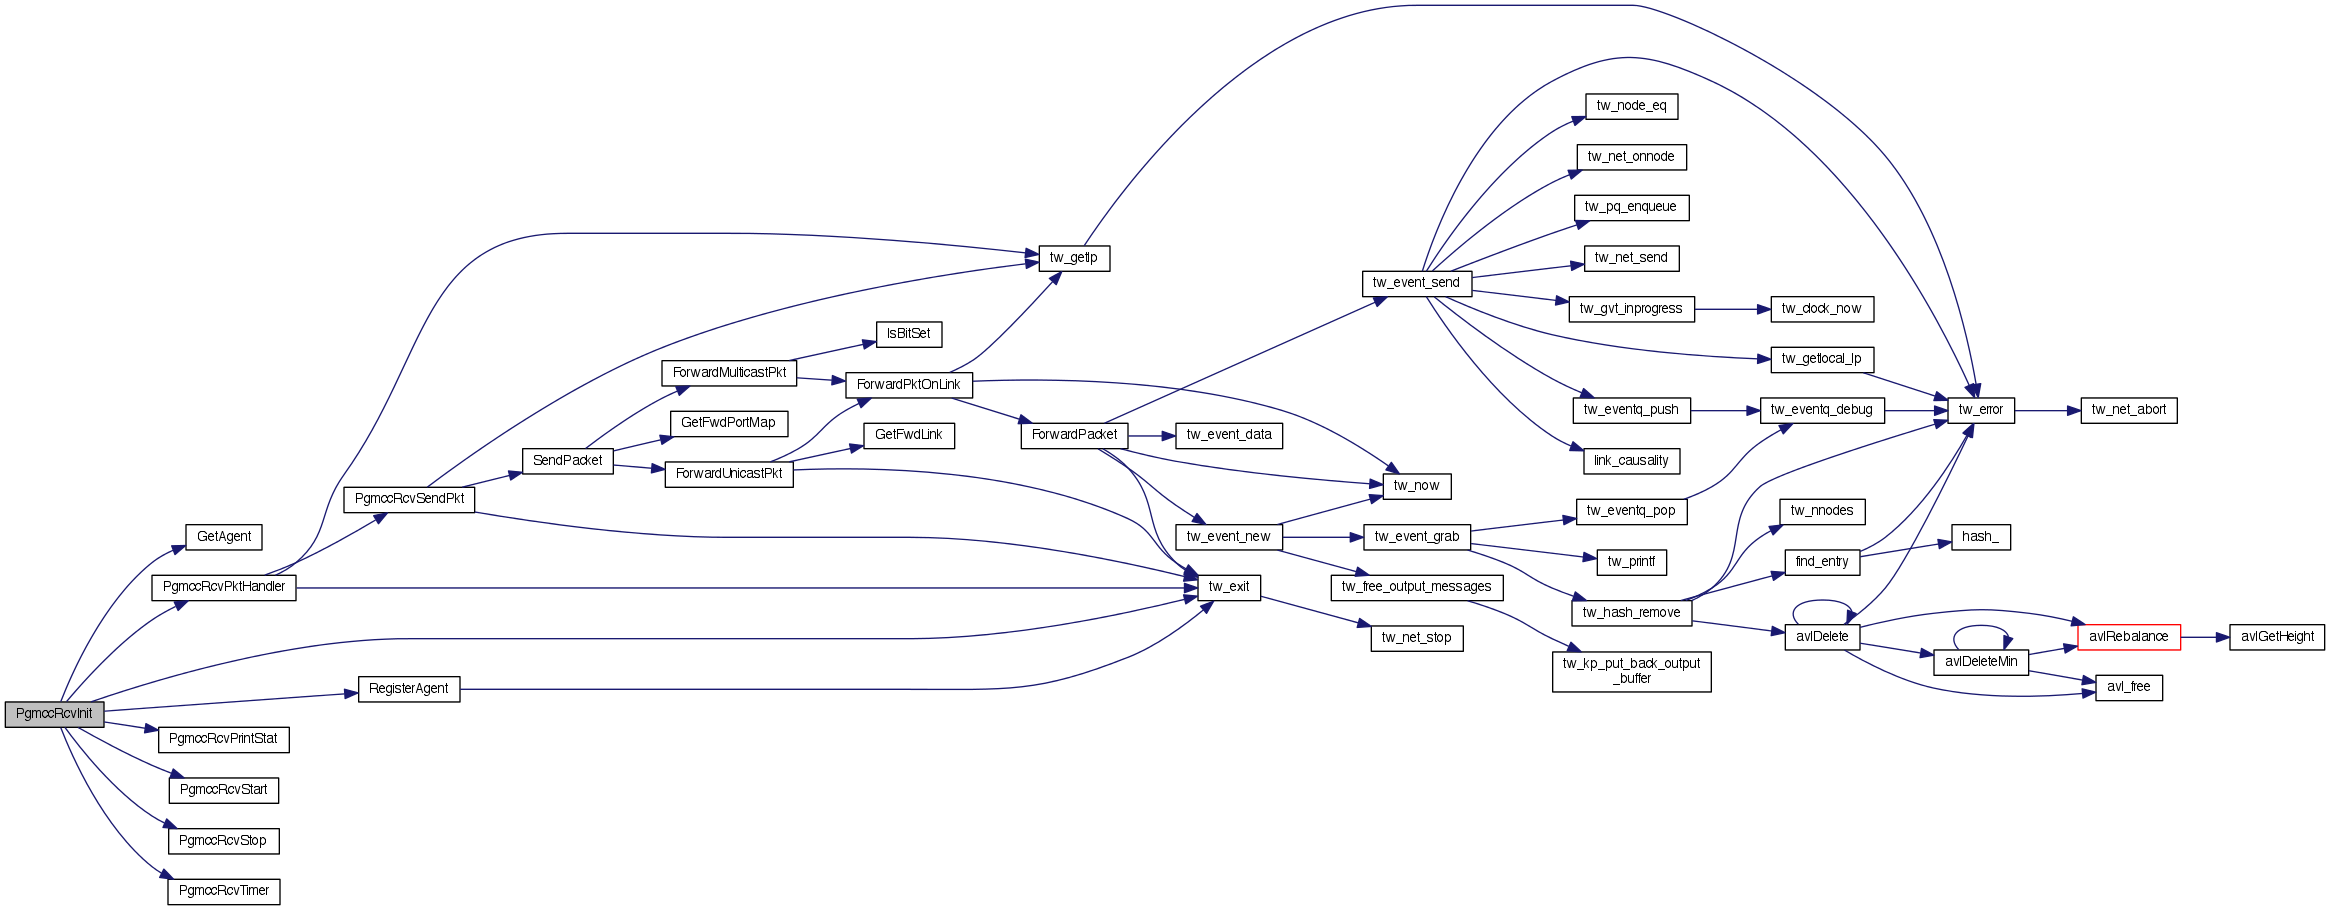 PgmccRcvInit
GetAgent
PgmccRcvPktHandler
RegisterAgent
PgmccRcvPrintStat
PgmccRcvStart
PgmccRcvStop
PgmccRcvTimer
PgmccRcvSendPkt
SendPacket
ForwardMulticastPkt
GetFwdPortMap
ForwardUnicastPkt
IsBitSet
ForwardPktOnLink
GetFwdLink
tw_getlp
ForwardPacket
tw_event_data
tw_event_new
tw_exit
tw_event_send
tw_now
tw_event_grab
tw_free_output_messages
tw_net_stop
tw_node_eq
tw_net_onnode
tw_pq_enqueue
tw_net_send
tw_gvt_inprogress
tw_eventq_push
link_causality
tw_eventq_pop
tw_printf
tw_hash_remove
tw_kp_put_back_output
_buffer
tw_clock_now
tw_getlocal_lp
tw_eventq_debug
tw_nnodes
find_entry
avlDelete
tw_error
hash_
avlDeleteMin
tw_net_abort
avlRebalance
avl_free
avlGetHeight